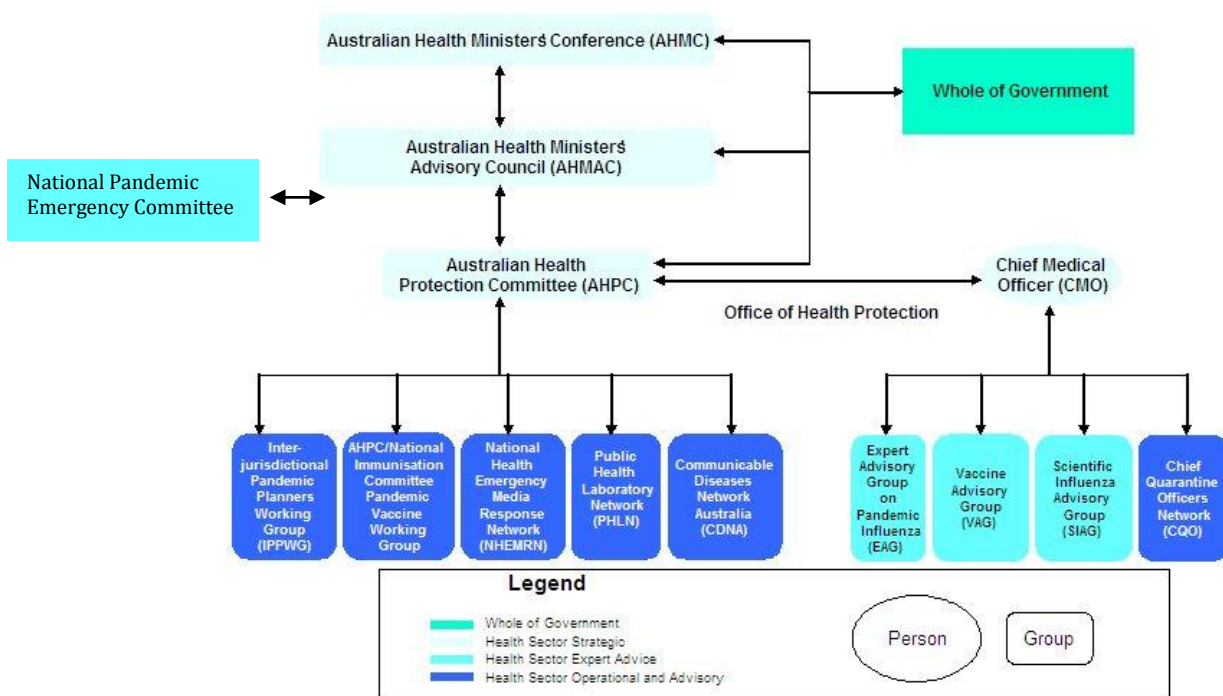 Australian Health Ministers' Conference (AHMC)
Whole of Government
Australian Health Ministers'
Advisory Council (AHMAC)
National Pandemic
Emergency Committee
Australian Health
Protection Committee (AHPC)
Chief Medical
Officer (CMO)
Office of Health Protection
Inter-
jurisdictional
Pandemic
Planners
Working
Group
(IPPWG)
AHPC/National
Immunisation
Committee
Pandemic
Vaccine
Working
Group
National
Health
Emergency
Media
Response
Network
(NHEMRN)
Public
Health
Laboratory
Network
(PHLN)
Communicable
Diseases
Network
Australia
(CDNA)
Expert
Advisory
Group
on
Pandemic
Influenza
(EAG)
Vaccine
Advisory
Group
(VAG)
Scientific
Influenza
Advisory
Group
(SIAG)
Chief
Quarantine
Officers
Network
(CQO)
Legend
Whole of Government
Health Sector Strategic
Health Sector Expert Advice
Health Sector Operational and Advisory
Person
Group